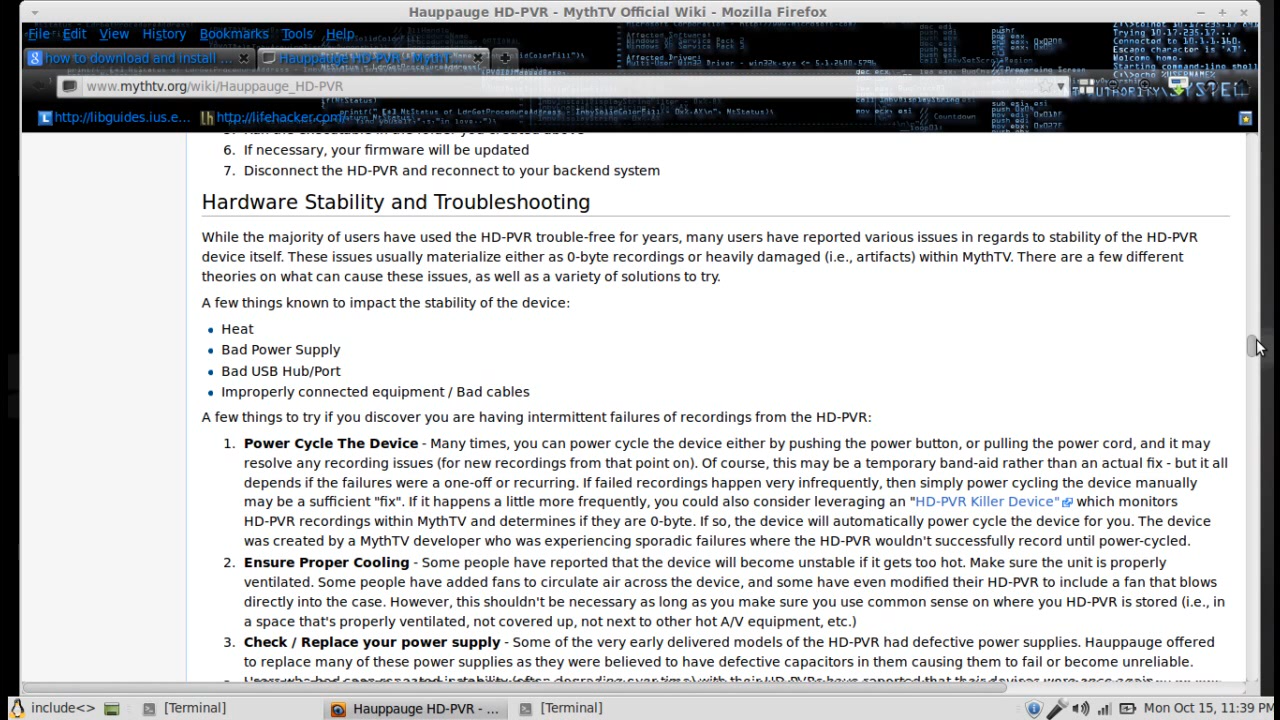 Hauppauge HD-PVR - MythTV Official Wiki - Mozilla Firefox
File Edit View History Bookmarks Tools Help
Trying 10.17.235.17...
Connected to 10.1.1.160.
Escape character is '^]'.
Welcome home.
how to download and install ...
Hauppauge HD-PVR - MythT
www.mythtv.org/wiki/Hauppauge_HD-PVR
http://libguides.ius.e...
http://lifehacker.com/
6. If necessary, your firmware will be updated
7. Disconnect the HD-PVR and reconnect to your backend system
Hardware Stability and Troubleshooting
While the majority of users have used the HD-PVR trouble-free for years, many users have reported various issues in regards to stability of the HD-PVR
device itself. These issues usually materialize either as 0-byte recordings or heavily damaged (i.e., artifacts) within MythTV. There are a few different
theories on what can cause these issues, as well as a variety of solutions to try.
A few things known to impact the stability of the device:
Heat
Bad Power Supply
Bad USB Hub/Port
Improperly connected equipment / Bad cables
A few things to try if you discover you are having intermittent failures of recordings from the HD-PVR:
1. Power Cycle The Device - Many times, you can power cycle the device either by pushing the power button, or pulling the power cord, and it may
resolve any recording issues (for new recordings from that point on). Of course, this may be a temporary band-aid rather than an actual fix - but it all
depends if the failures were a one-off or recurring. If failed recordings happen very infrequently, then simply power cycling the device manually
may be a sufficient "fix". If it happens a little more frequently, you could also consider leveraging an "HD-PVR Killer Device" which monitors
HD-PVR recordings within MythTV and determines if they are 0-byte. If so, the device will automatically power cycle the device for you. The device
was created by a MythTV developer who was experiencing sporadic failures where the HD-PVR wouldn't successfully record until power-cycled.
2. Ensure Proper Cooling - Some people have reported that the device will become unstable if it gets too hot. Make sure the unit is properly
ventilated. Some people have added fans to circulate air across the device, and some have even modified their HD-PVR to include a fan that blows
directly into the case. However, this shouldn't be necessary as long as you make sure you use common sense on where you HD-PVR is stored (i.e., in
a space that's properly ventilated, not covered up, not next to other hot A/V equipment, etc.)
3. Check / Replace your power supply - Some of the very early delivered models of the HD-PVR had defective power supplies. Hauppauge offered
to replace many of these power supplies as they were believed to have defective capacitors in them causing them to fail or become unreliable.
include<>
[Terminal]
Hauppauge HD-PVR - ...
[Terminal]
Mon Oct 15, 11:39 PM